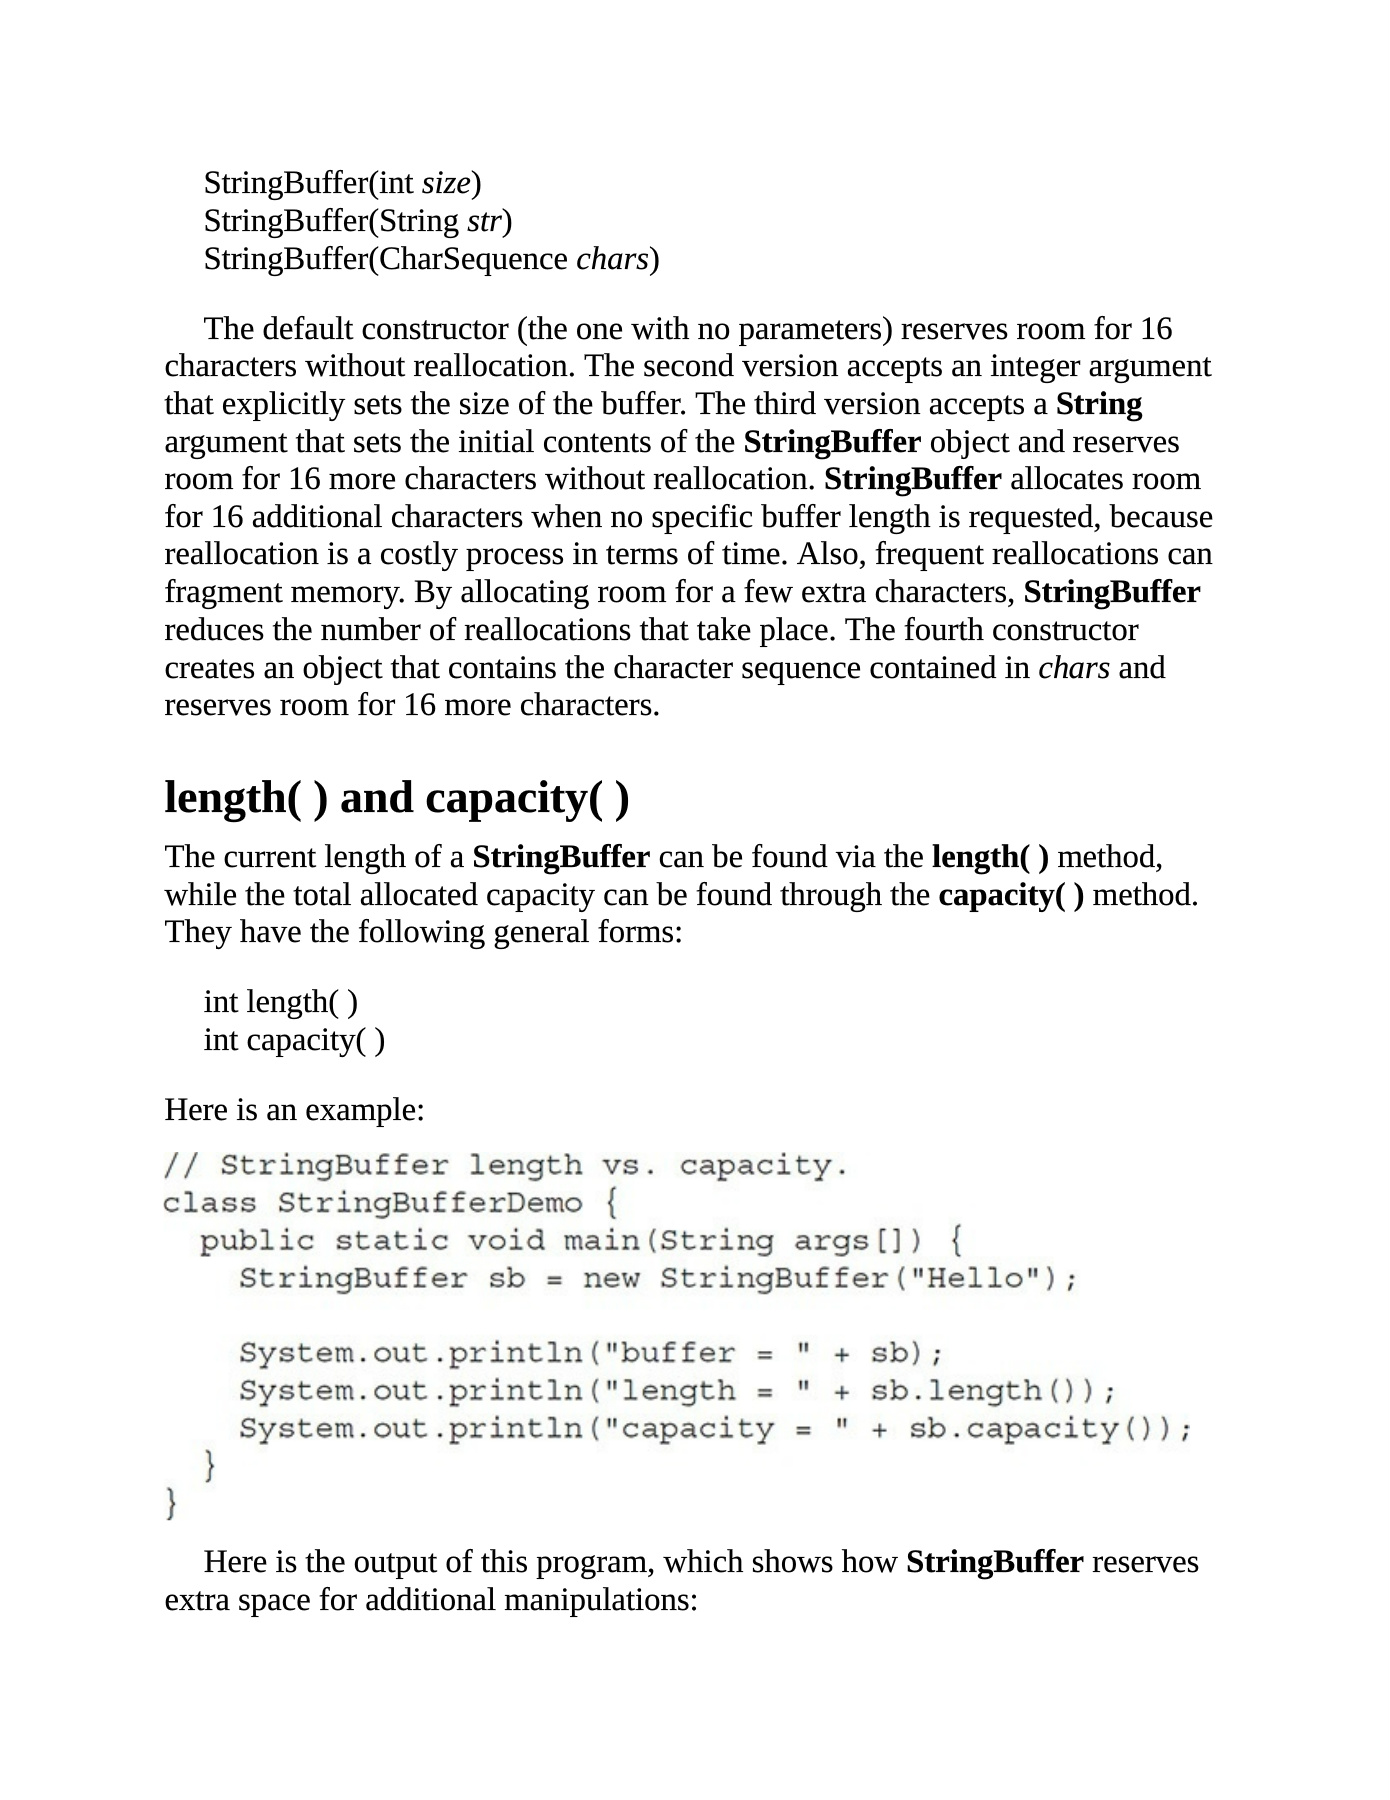 StringBuffer(int size)
StringBuffer(String str)
StringBuffer(CharSequence chars)
The default constructor (the one with no parameters) reserves room for 16
characters without reallocation. The second version accepts an integer argument
that explicitly sets the size of the buffer. The third version accepts a String
argument that sets the initial contents of the StringBuffer object and reserves
room for 16 more characters without reallocation. StringBuffer allocates room
for 16 additional characters when no specific buffer length is requested, because
reallocation is a costly process in terms of time. Also, frequent reallocations can
fragment memory. By allocating room for a few extra characters, StringBuffer
reduces the number of reallocations that take place. The fourth constructor
creates an object that contains the character sequence contained in chars and
reserves room for 16 more characters.
length( ) and capacity( )
The current length of a StringBuffer can be found via the length( ) method,
while the total allocated capacity can be found through the capacity( ) method.
They have the following general forms:
int length( )
int capacity( )
Here is an example:
// StringBuffer length vs. capacity.
class StringBufferDemo {
  public static void main(String args[]) {
    StringBuffer sb = new StringBuffer("Hello");
    System.out.println("buffer = " + sb);
    System.out.println("length = " + sb.length());
    System.out.println("capacity = " + sb.capacity());
  }
}
Here is the output of this program, which shows how StringBuffer reserves
extra space for additional manipulations: